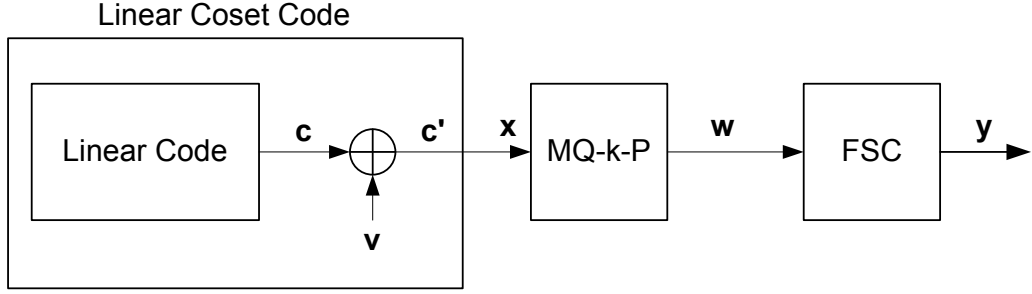 Linear Coset Code
Linear Code
c
c'
v
x
MQ-k-P
w
FSC
y